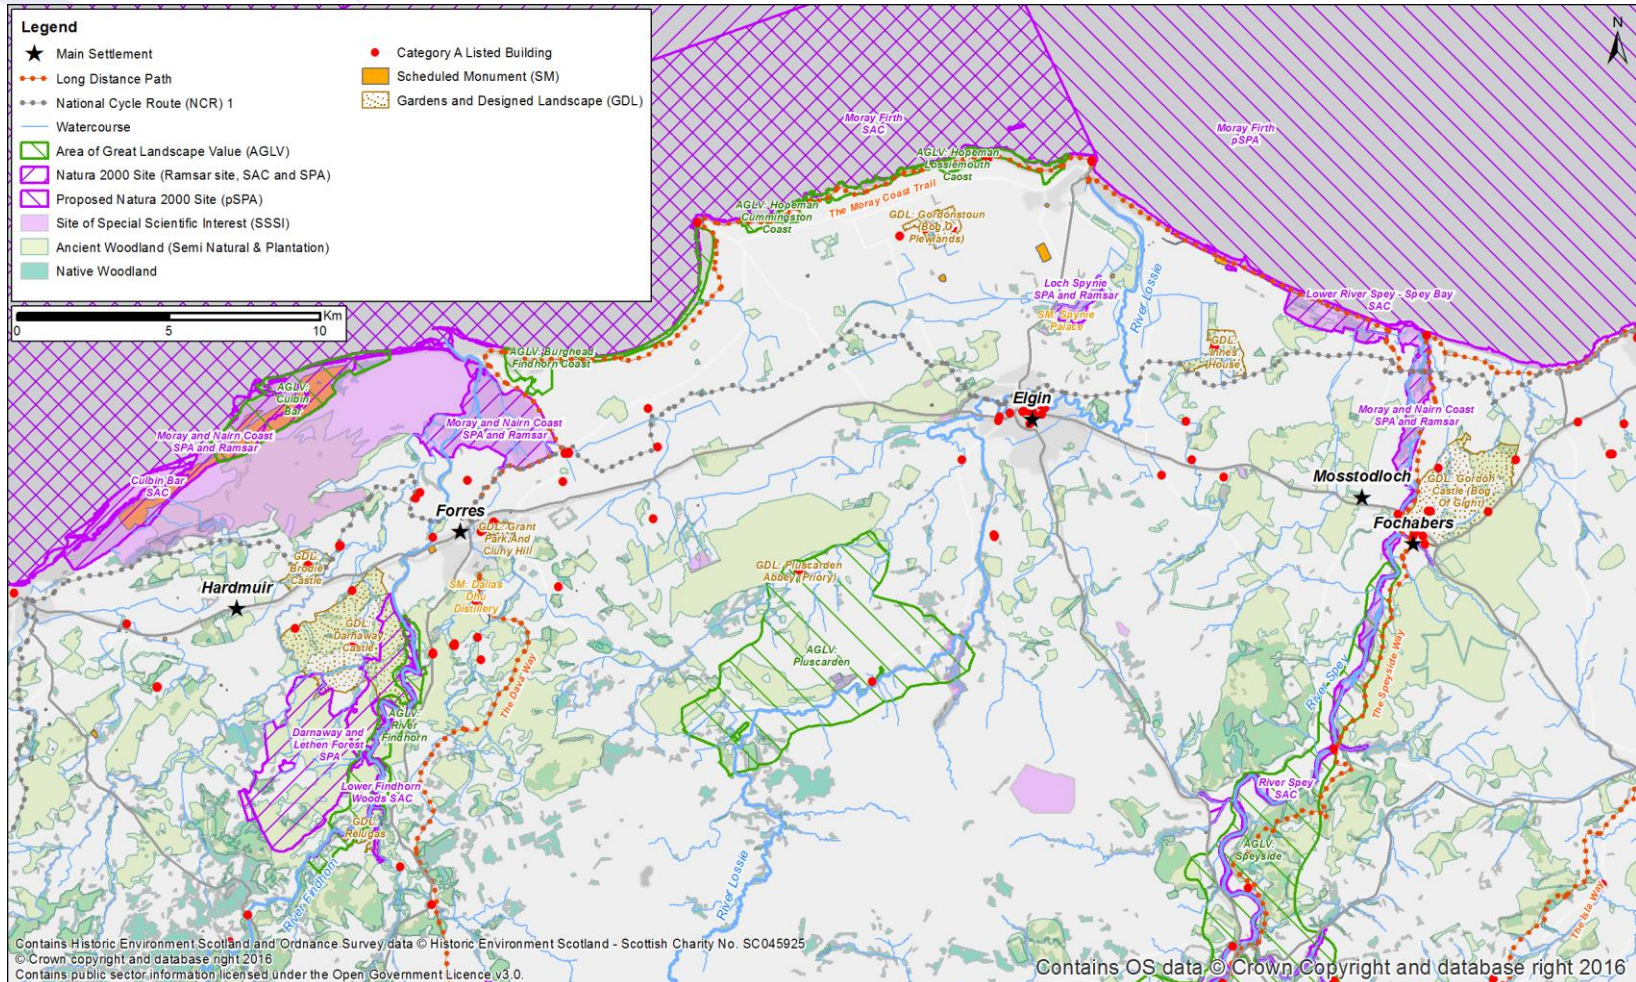 Legend
Main Settlement
Long Distance Path
National Cycle Route (NCR) 1
Watercourse
Area of Great Landscape Value (AGLV)
Natura 2000 Site (Ramsar site, SAC and SPA)
Proposed Natura 2000 Site (pSPA)
Site of Special Scientific Interest (SSSI)
Ancient Woodland (Semi Natural & Plantation)
Native Woodland
Category A Listed Building
Scheduled Monument (SM)
Gardens and Designed Landscape (GDL)
0 5 10 Km
N
Moray Firth
SAC
Moray Firth
pSPA
AGLV: Hopeman
Lossiemouth
Caost
The Moray Coast Trail
AGLV: Hopeman
Cummingston
Coast
GDL: Gordonstoun
(Bog O'
Plewlands)
Loch Spynie
SPA and Ramsar
SM: Spynie
Palace
River Lossie
Lower River Spey - Spey Bay
SAC
GDL:
Innes
House
AGLV: Burghead
Findhorn Coast
AGLV:
Culbin
Bar
Moray and Nairn Coast
SPA and Ramsar
Culbin Bar
SAC
Moray and Nairn Coast
SPA and Ramsar
Elgin
Moray and Nairn Coast
SPA and Ramsar
Mosstodloch
GDL: Gordon
Castle (Bog
Of Gight)
Fochabers
Forres
GDL: Grant
Park And
Cluny Hill
GDL:
Brodie
Castle
Hardmuir
SM: Dallas
Dhu
Distillery
GDL: Pluscarden
Abbey (Priory)
GDL:
Darnaway
Castle
AGLV:
Pluscarden
The Dava Way
AGLV:
River
Findhorn
Darnaway and
Lethen Forest
SPA
Lower Findhorn
Woods SAC
GDL:
Relugas
River Findhorn
River Lossie
River Spey
The Speyside Way
River Spey
SAC
AGLV:
Speyside
The Isla Way
Contains Historic Environment Scotland and Ordnance Survey data © Historic Environment Scotland - Scottish Charity No. SC045925
© Crown copyright and database right 2016
Contains public sector information licensed under the Open Government Licence v3.0.
Contains OS data © Crown Copyright and database right 2016